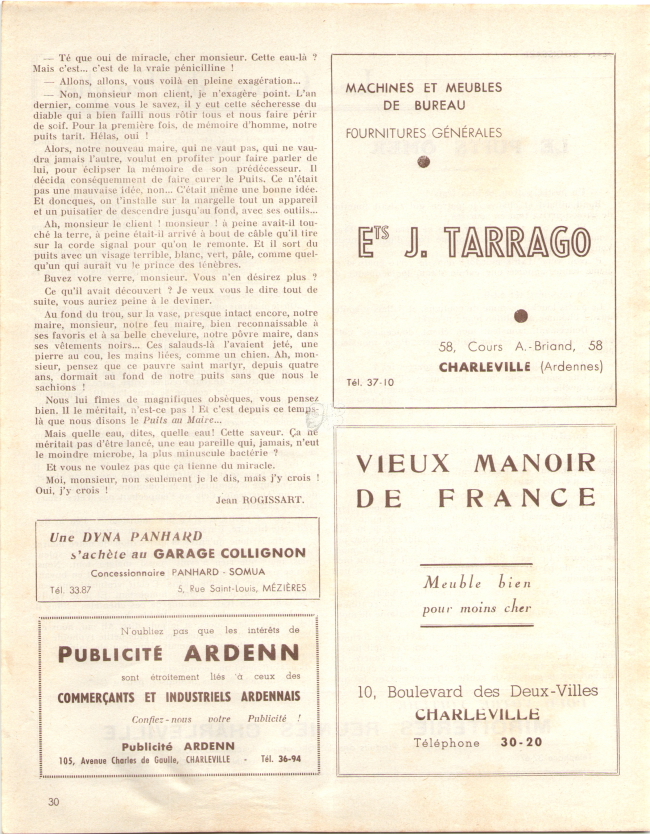 — Té que oui de miracle, cher monsieur. Cette eau-là ?
Mais c'est... c'est de la vraie pénicilline !
— Allons, allons, vous voilà en pleine exagération...
— Non, monsieur mon client, je n'exagère point. L'an
dernier, comme vous le savez, il y eut cette sécheresse du
diable qui a bien failli nous rôtir tous et nous faire périr
de soif. Pour la première fois, de mémoire d'homme, notre
puits tarit. Hélas, oui !
Alors, notre nouveau maire, qui ne vaut pas, qui ne vau-
dra jamais l'autre, voulut en profiter pour faire parler de
lui, pour éclipser la mémoire de son prédécesseur. Il
décida conséquemment de faire curer le Puits. Ce n'était
pas une mauvaise idée, non... C'était même une bonne idée.
Et doncques, on t'installe sur la margelle tout un appareil
et un puisatier de descendre jusqu'au fond, avec ses outils...
Ah, monsieur le client ! monsieur ! à peine avait-il tou-
ché la terre, à peine était-il arrivé à bout de câble qu'il tire
sur la corde signal pour qu'on le remonte. Et il sort du
puits avec un visage terrible, blanc, vert, pâle, comme quel-
qu'un qui aurait vu le prince des ténèbres.
Buvez votre verre, monsieur. Vous n'en désirez plus ?
Ce qu'il avait découvert ? Je veux vous le dire tout de
suite, vous auriez peine à le deviner.
Au fond du trou, sur la vase, presque intact encore, notre
maire, monsieur, notre feu maire, bien reconnaissable à
ses favoris et à sa belle chevelure, notre pôvre maire, dans
ses vêtements noirs... Ces salauds-là l'avaient jeté, une
pierre au cou, les mains liées, comme un chien. Ah, mon-
sieur, pensez que ce pauvre saint martyr, depuis quatre
ans, dormait au fond de notre puits sans que nous le
sachions !
Nous lui fîmes de magnifiques obsèques, vous pensez
bien. Il le méritait, n'est-ce pas ! Et c'est depuis ce temps-
là que nous disons le Puits au Maire...
Mais quelle eau, dites, quelle eau! Cette saveur. Ça ne
méritait pas d'être lancé, une eau pareille qui, jamais, n'eut
le moindre microbe, la plus minuscule bactérie ?
Et vous ne voulez pas que ça tienne du miracle.
Moi, monsieur, non seulement je le dis, mais j'y crois !
Oui, j'y crois !
Jean ROGISSART.
Une DYNA PANHARD
s'achète au GARAGE COLLIGNON
Concessionnaire PANHARD - SOMUA
Tél. 33.87 5, Rue Saint-Louis, MÉZIÈRES
N'oubliez pas que les intérêts de
PUBLICITÉ ARDENN
sont étroitement liés à ceux des
COMMERÇANTS ET INDUSTRIELS ARDENNAIS
Confiez-nous votre Publicité !
Publicité ARDENN
105, Avenue Charles de Gaulle, CHARLEVILLE - Tél. 36-94
30
MACHINES ET MEUBLES
DE BUREAU
FOURNITURES GÉNÉRALES
ETS J. TARRAGO
58, Cours A.-Briand, 58
CHARLEVILLE (Ardennes)
Tél. 37-10
VIEUX MANOIR
DE FRANCE
Meuble bien
pour moins cher
10, Boulevard des Deux-Villes
CHARLEVILLE
Téléphone 30-20